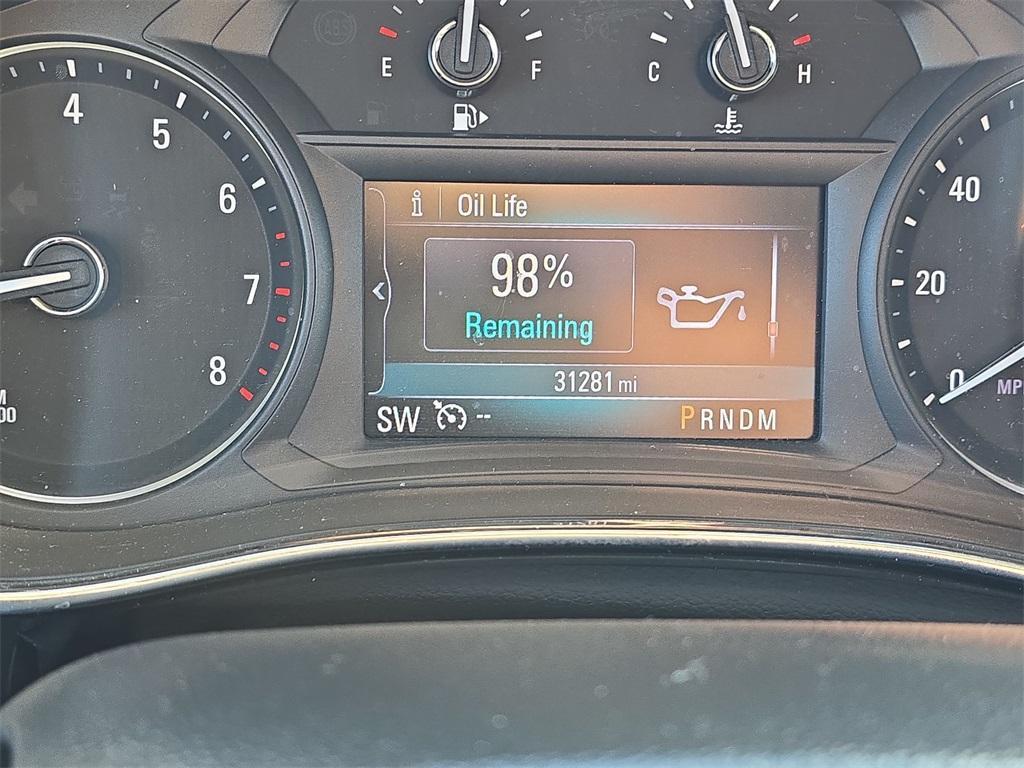 E F
C H
4
5
6
7
8
i Oil Life
98%
Remaining
31281 mi
SW --
PRNDM
40
20
0